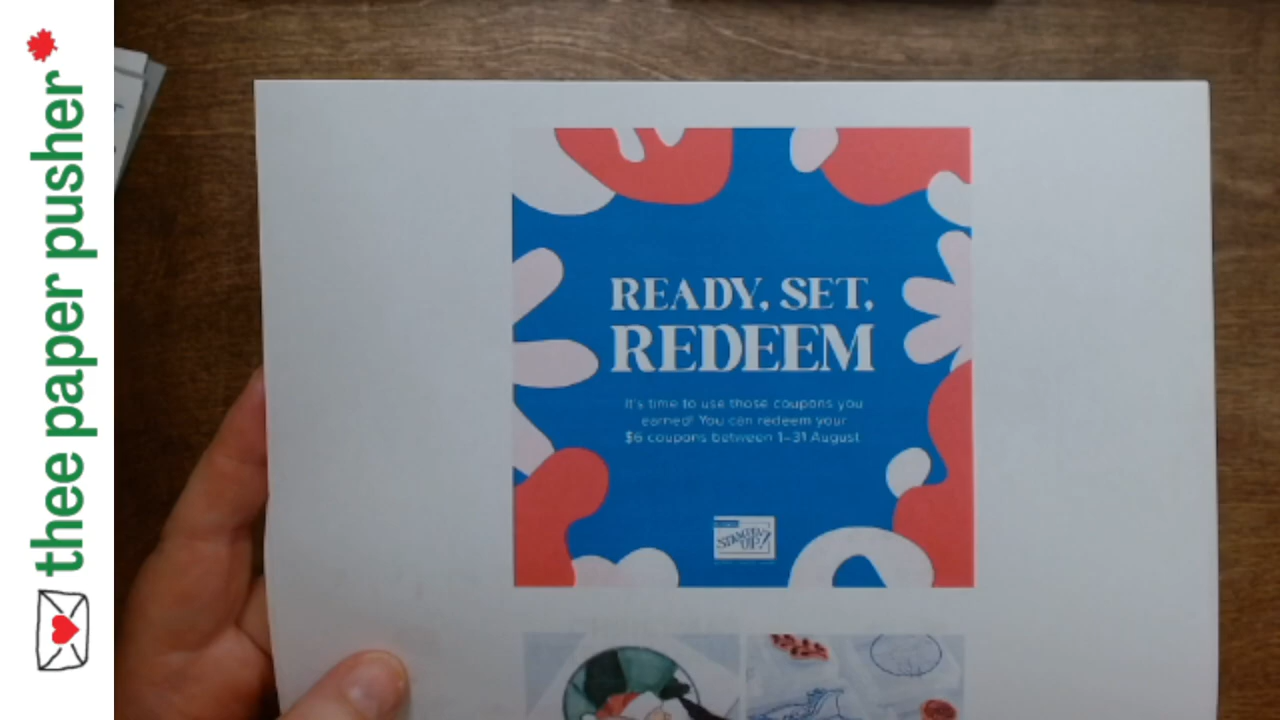 thee paper pusher
READY, SET,
REDEEM
It's time to use those coupons you
earned! You can redeem your
$6 coupons between 1–31 August
STAMPIN'
UP!